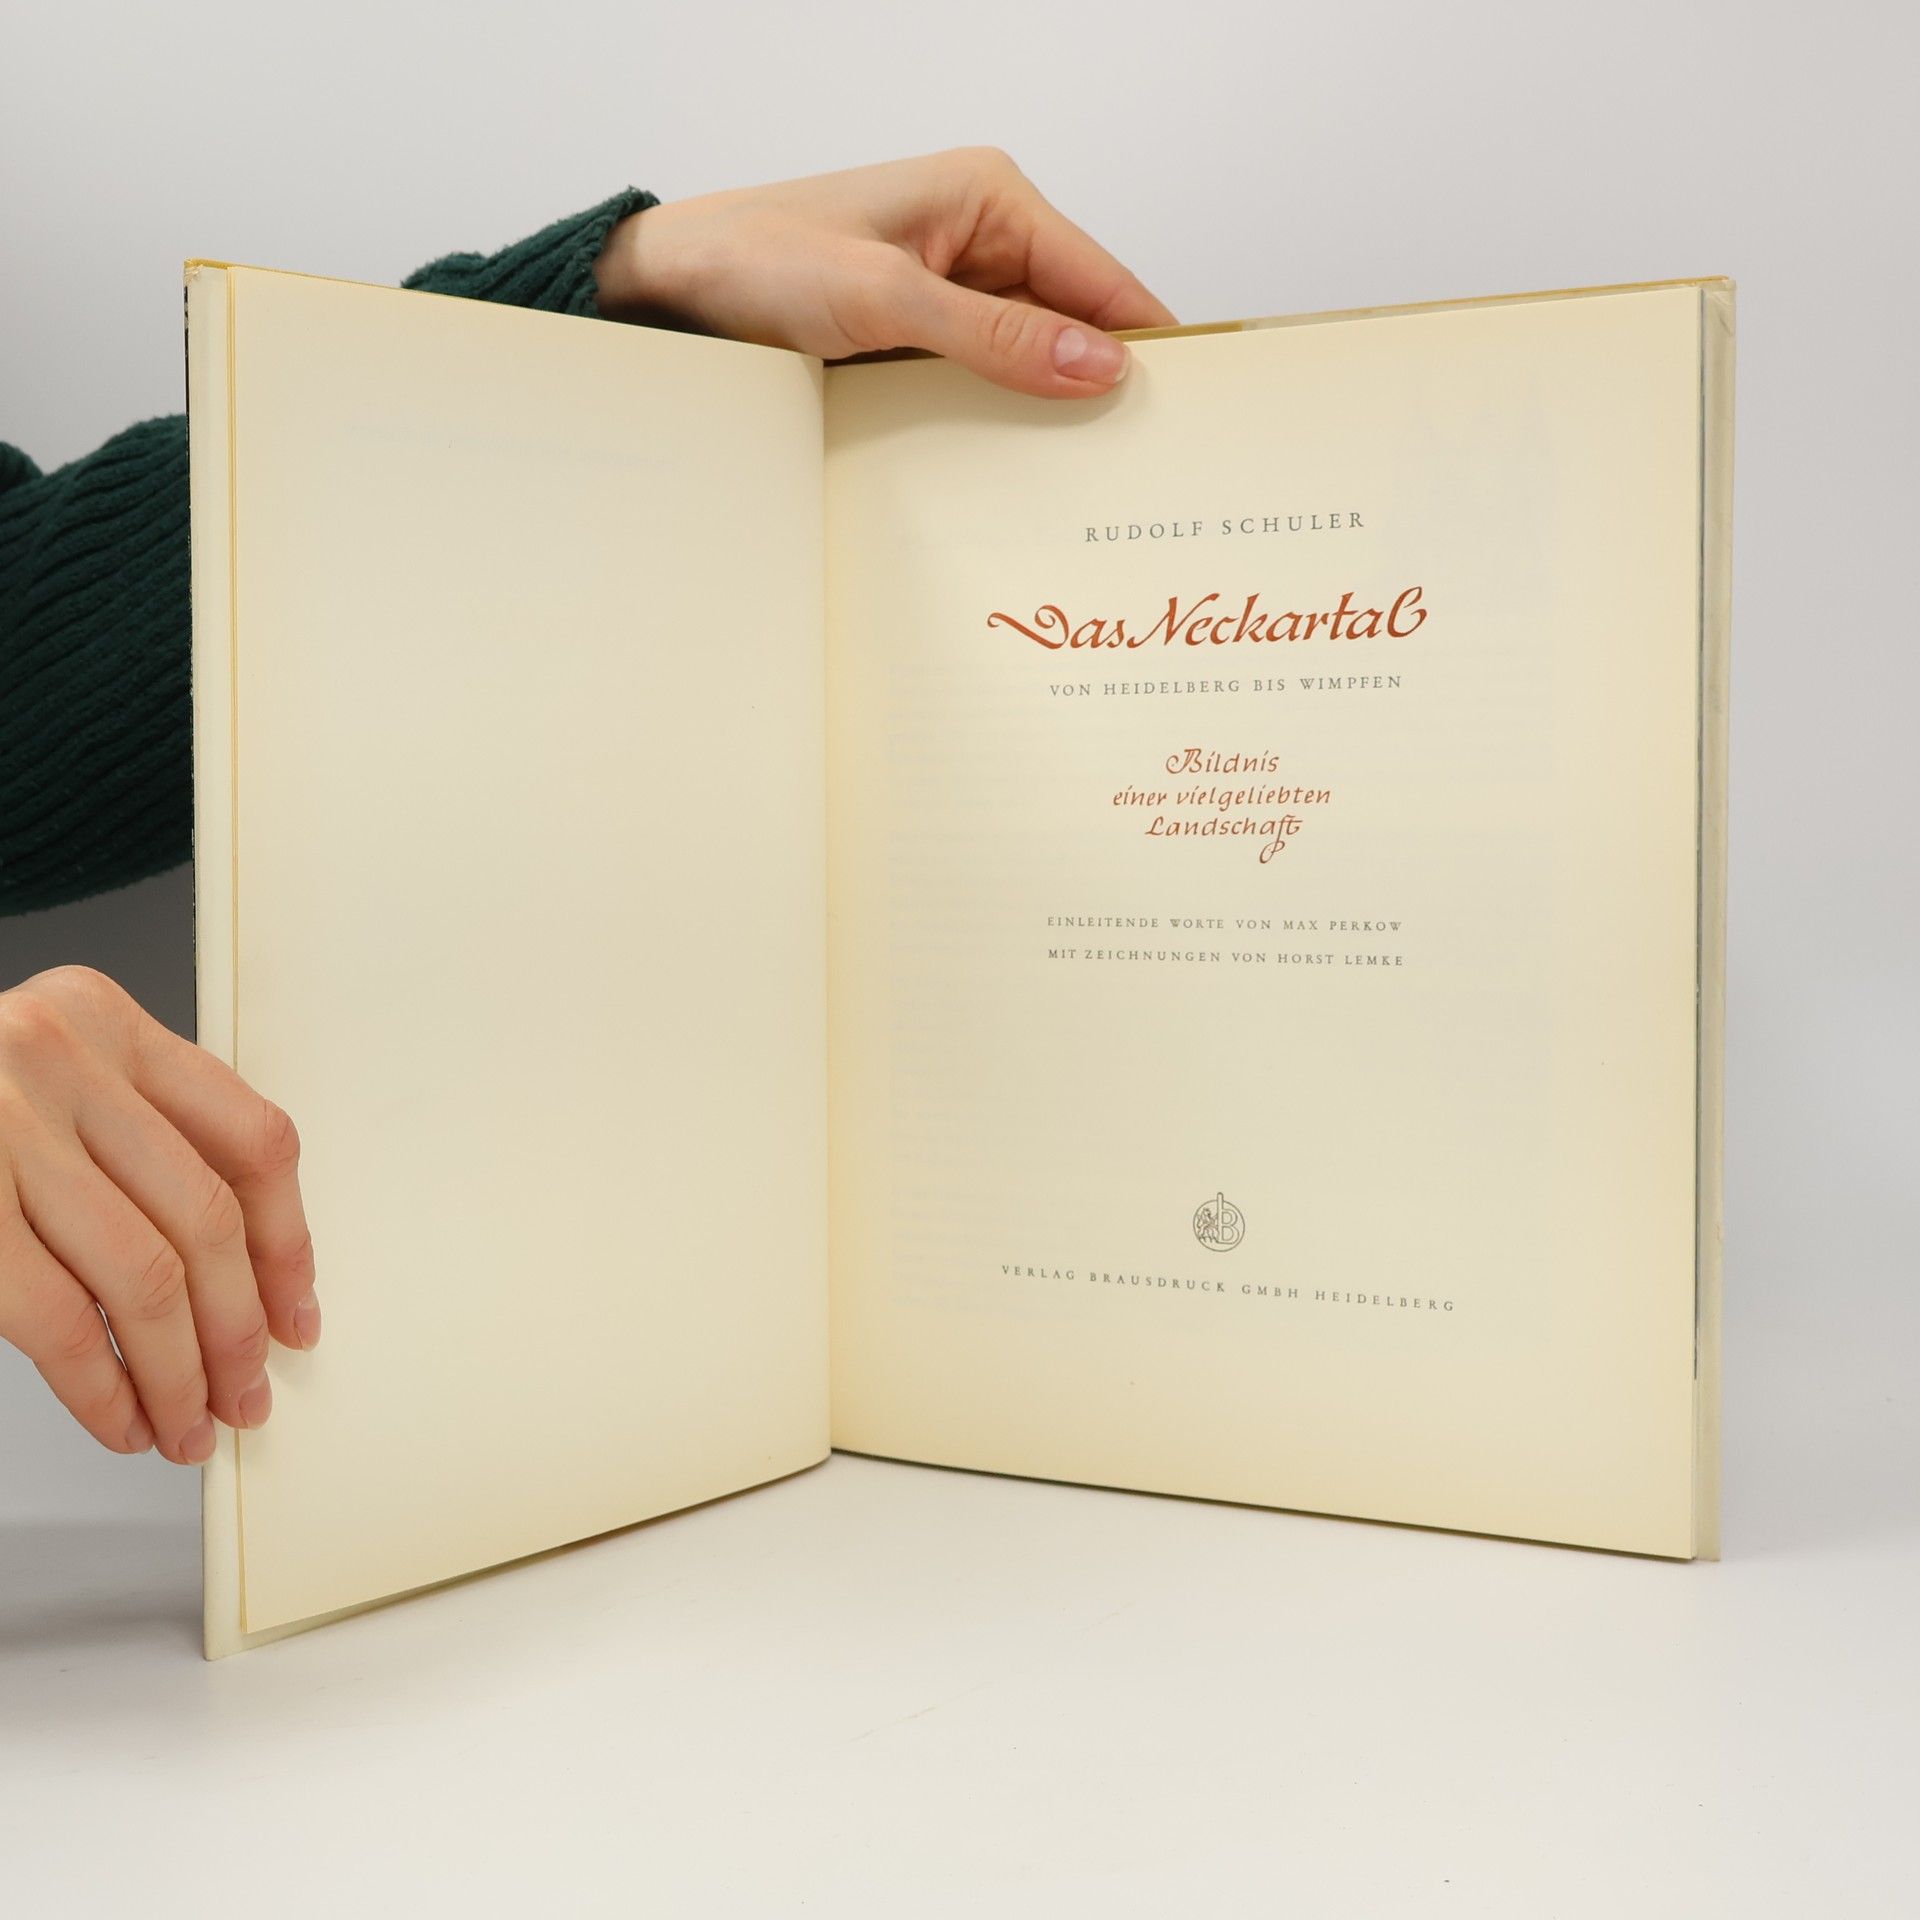 RUDOLF SCHULER
Das Neckartal
VON HEIDELBERG BIS WIMPFEN
Bildnis
einer vielgeliebten
Landschaft
EINLEITENDE WORTE VON MAX PERKOW
MIT ZEICHNUNGEN VON HORST LEMKE
B
VERLAG BRAUSDRUCK GMBH HEIDELBERG